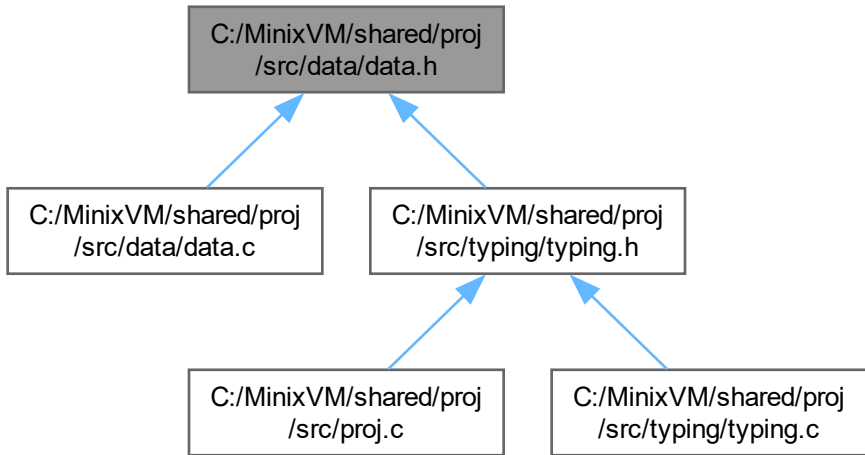 C:/MinixVM/shared/proj
/src/data/data.h
C:/MinixVM/shared/proj
/src/data/data.c
C:/MinixVM/shared/proj
/src/typing/typing.h
C:/MinixVM/shared/proj
/src/proj.c
C:/MinixVM/shared/proj
/src/typing/typing.c